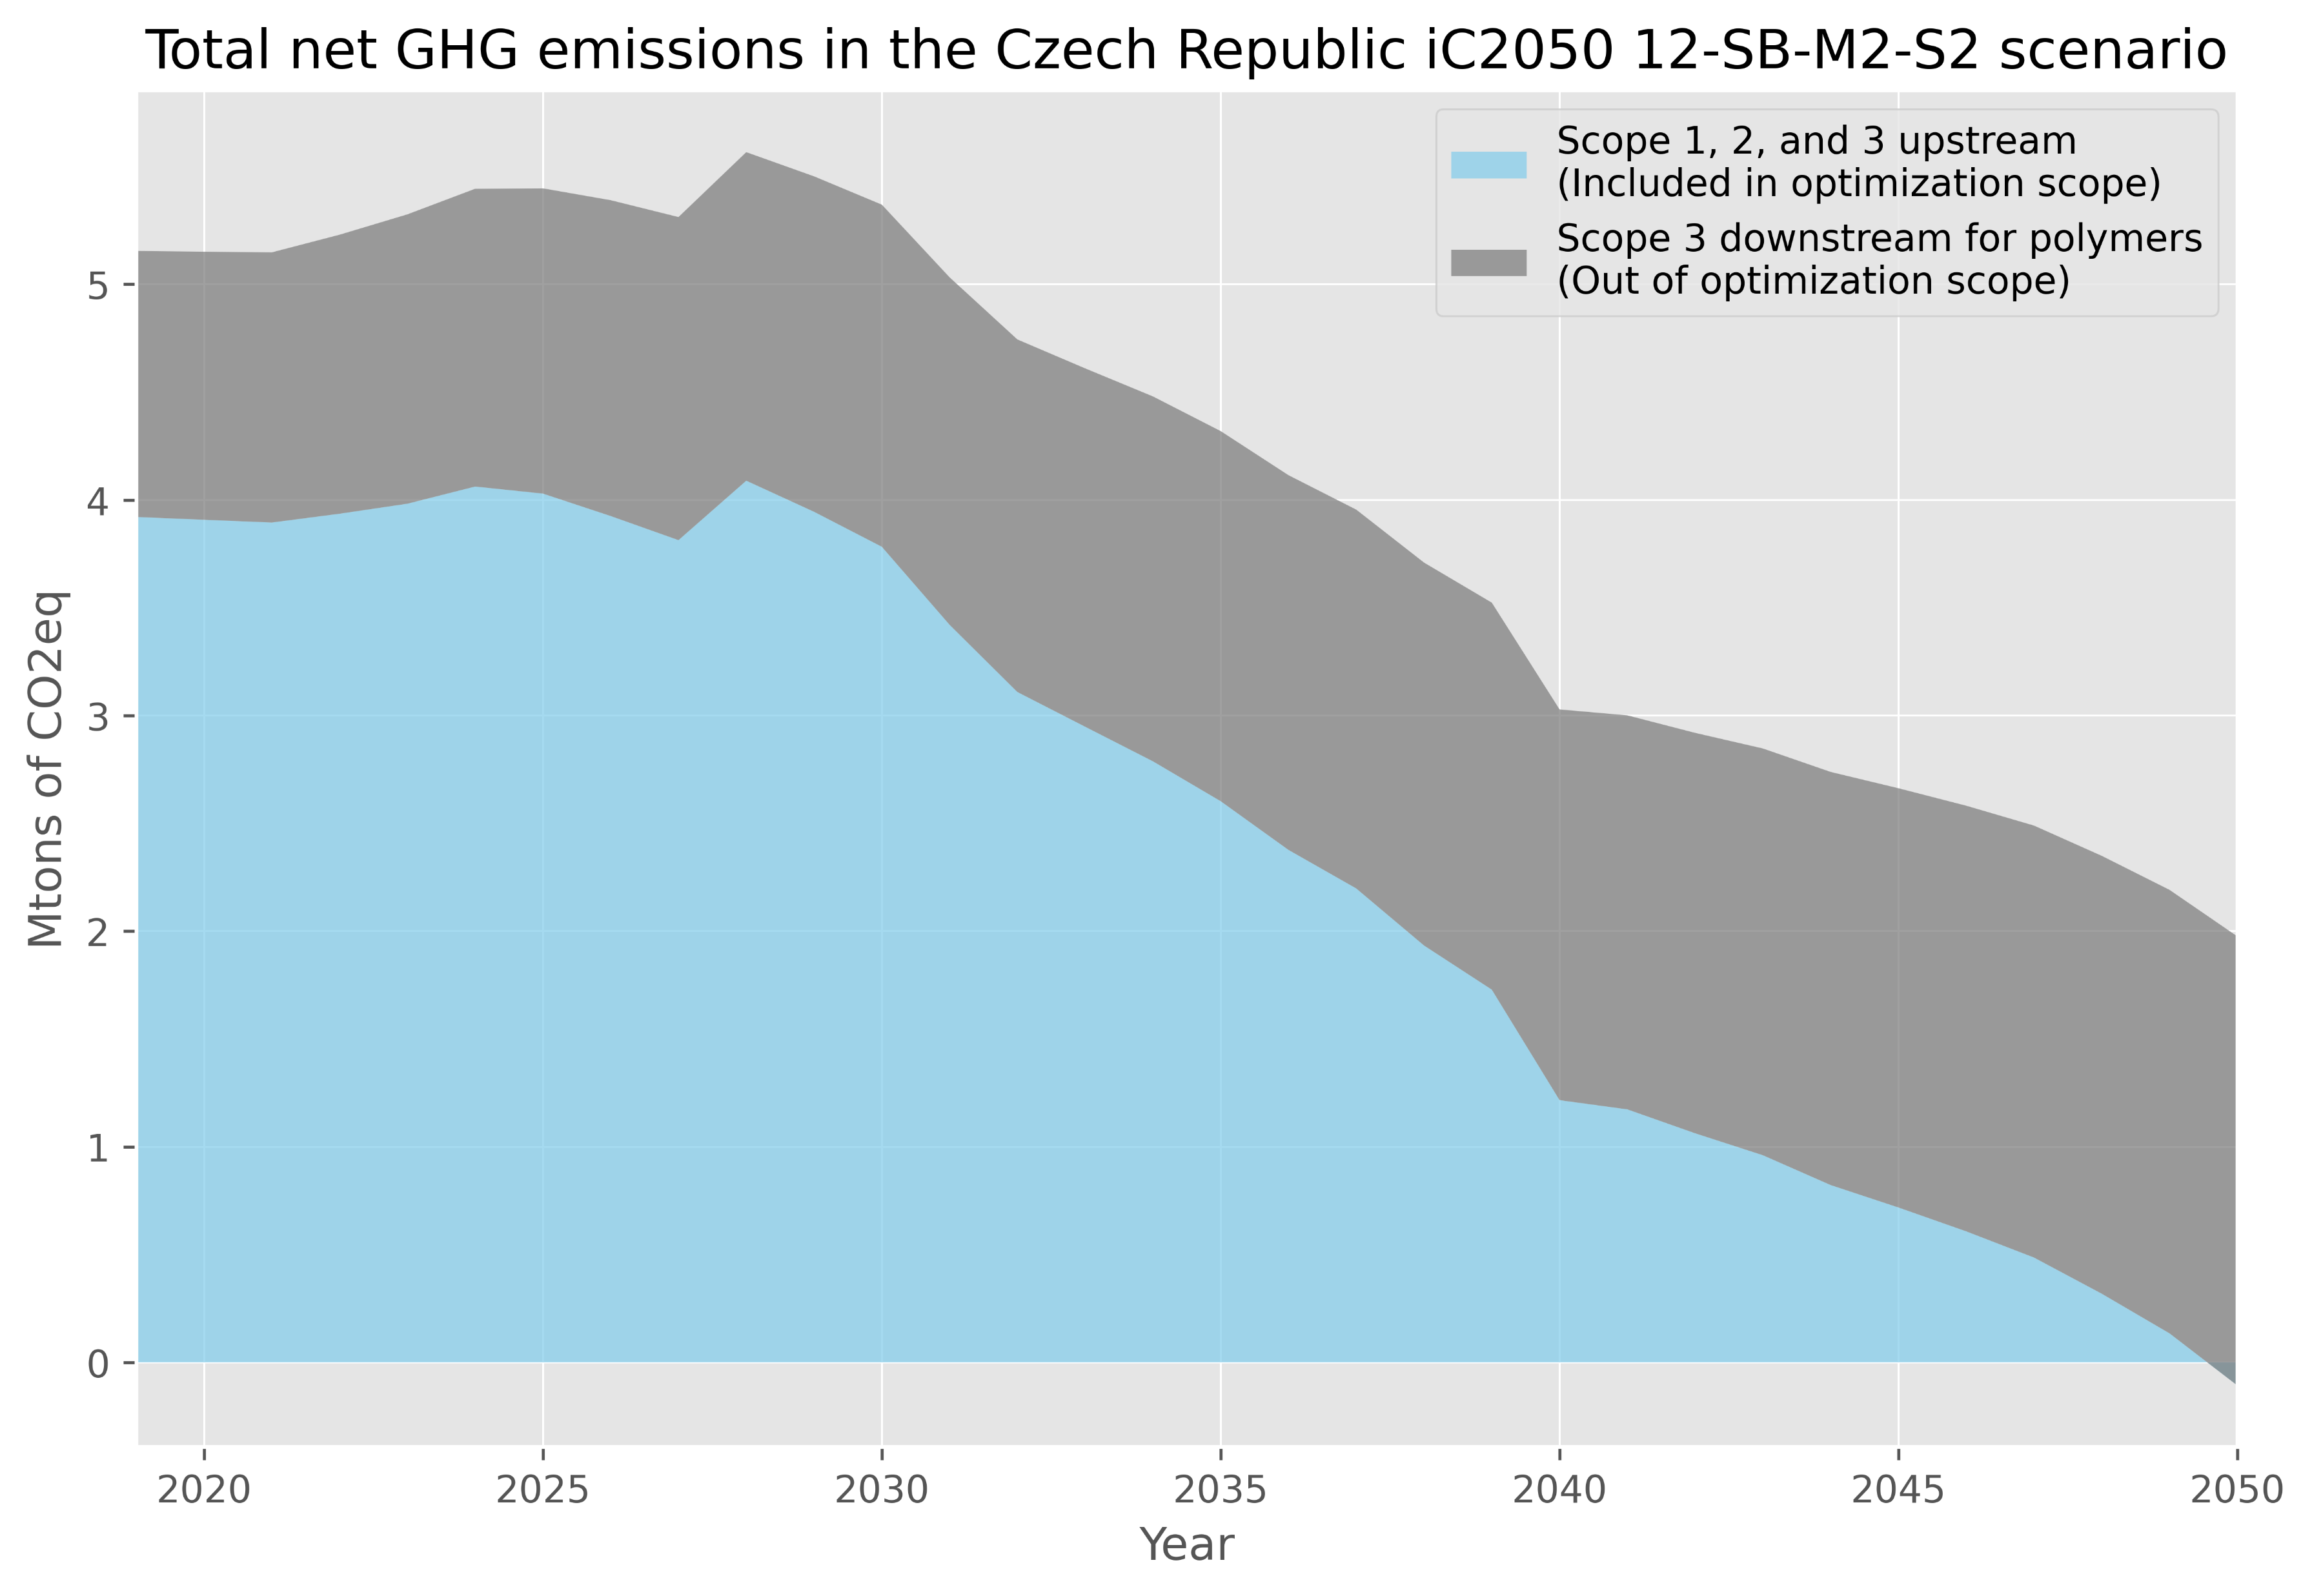 Total net GHG emissions in the Czech Republic iC2050 12-SB-M2-S2 scenario
Scope 1, 2, and 3 upstream
(Included in optimization scope)
Scope 3 downstream for polymers
(Out of optimization scope)
Mtons of CO2eq
5
4
3
2
1
0
2020 2025 2030 2035 2040 2045 2050
Year